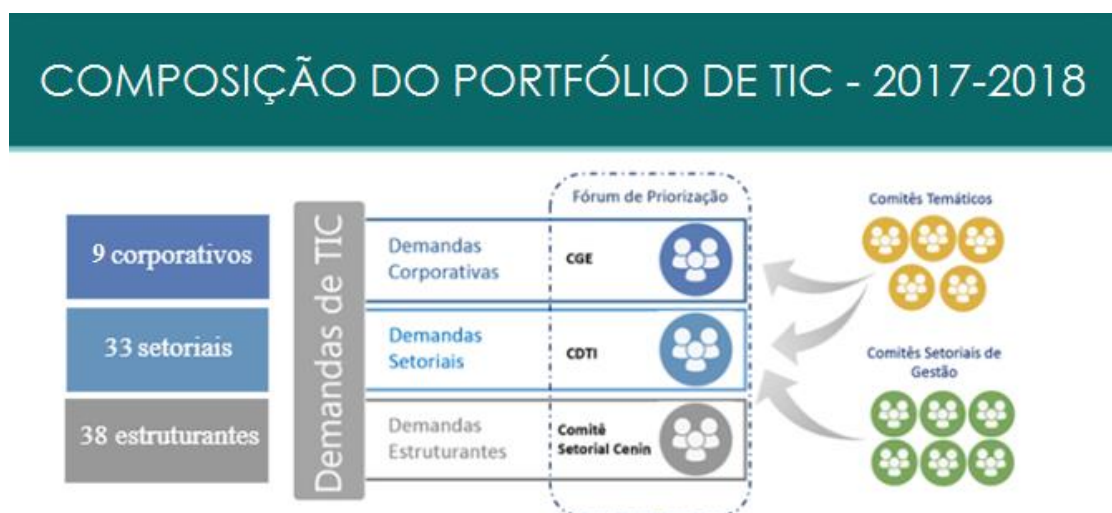 COMPOSIÇÃO DO PORTFÓLIO DE TIC - 2017-2018
9 corporativos
33 setoriais
38 estruturantes
Demandas de TIC
Fórum de Priorização
Demandas
Corporativas
CGE
Demandas
Setoriais
CDTI
Demandas
Estruturantes
Comitê
Setorial Cenin
Comitês Temáticos
Comitês Setoriais de
Gestão